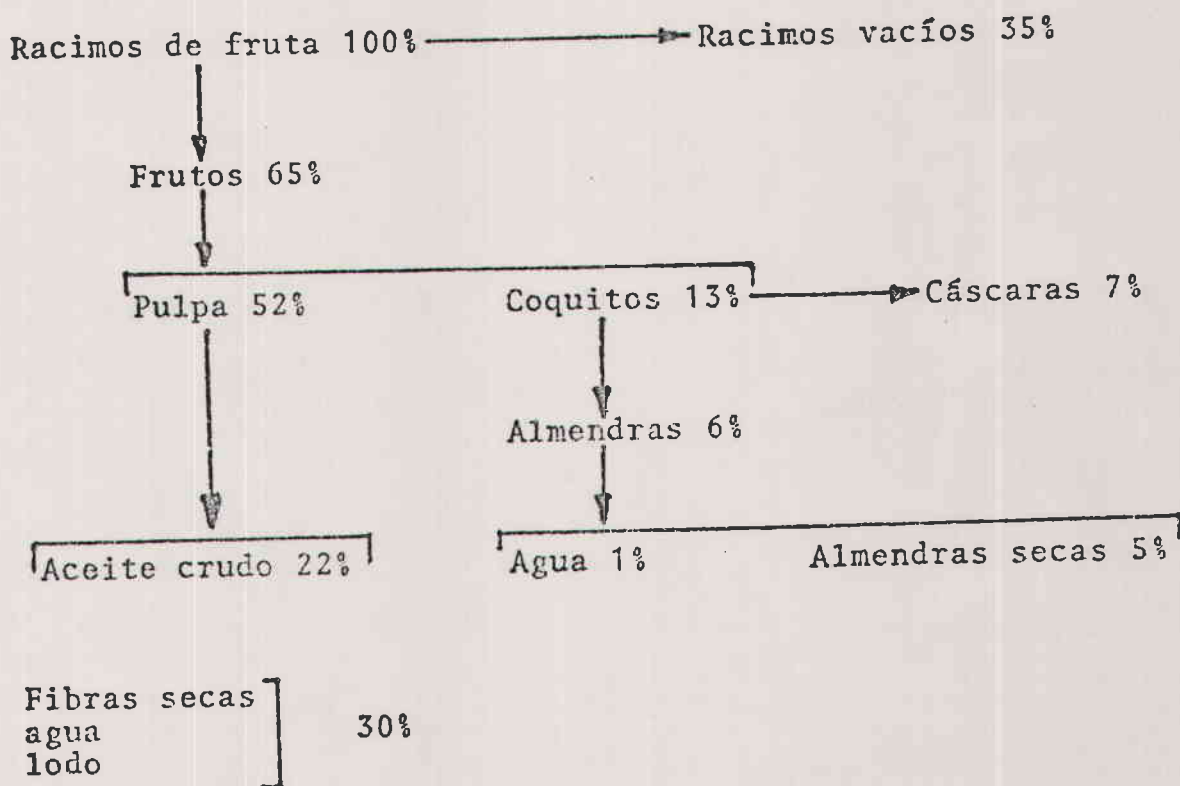 Racimos de fruta 100% Racimos vacíos 35%
Frutos 65%
Pulpa 52% Coquitos 13% Cáscaras 7%
Almendras 6%
Aceite crudo 22% Agua 1% Almendras secas 5%
Fibras secas
agua 30%
lodo